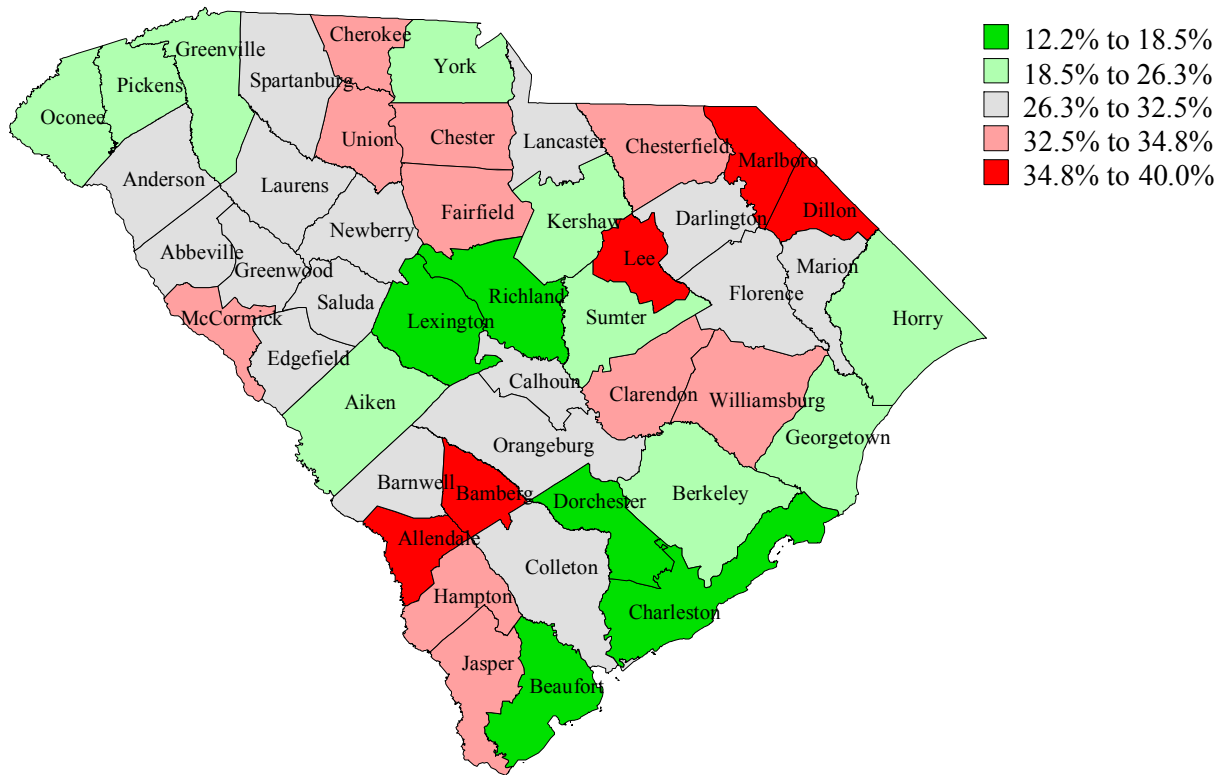 Cherokee
Greenville
York
Spartanburg
Pickens
Oconee
Union
Chester
Lancaster
Chesterfield
Marlboro
Anderson
Laurens
Fairfield
Kershaw
Darlington
Dillon
Newberry
Abbeville
Greenwood
Lee
Marion
Saluda
Richland
Florence
McCormick
Lexington
Sumter
Horry
Edgefield
Calhoun
Clarendon
Williamsburg
Aiken
Georgetown
Orangeburg
Barnwell
Bamberg
Dorchester
Berkeley
Allendale
Colleton
Hampton
Charleston
Jasper
Beaufort
12.2% to 18.5%
18.5% to 26.3%
26.3% to 32.5%
32.5% to 34.8%
34.8% to 40.0%